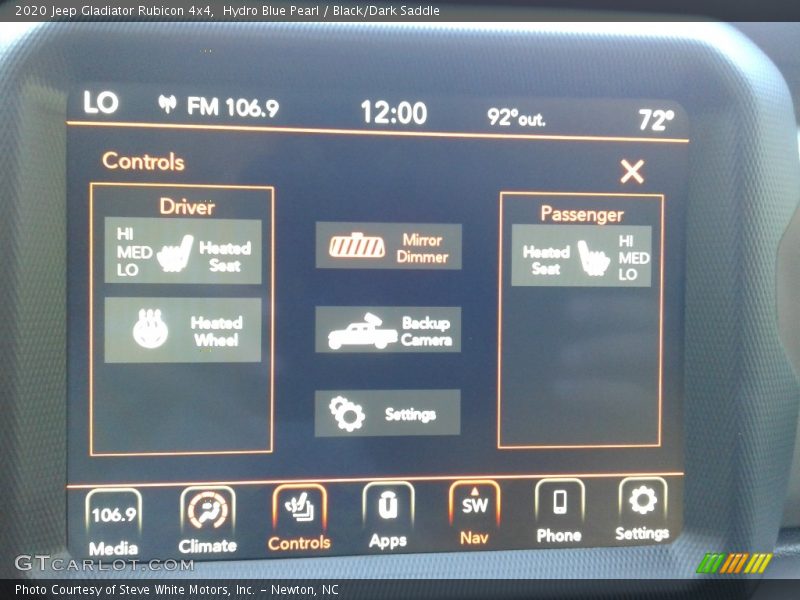 2020 Jeep Gladiator Rubicon 4x4, Hydro Blue Pearl / Black/Dark Saddle
LO FM 106.9 12:00 92° out. 72°
Controls X
Driver
HI
MED
LO
Heated
Seat
Heated
Wheel
Mirror
Dimmer
Backup
Camera
Settings
Passenger
Heated
Seat
HI
MED
LO
106.9
Media
Climate
Controls
Apps
SW
Nav
Phone
Settings
GTCARLOT.COM
Photo Courtesy of Steve White Motors, Inc. - Newton, NC